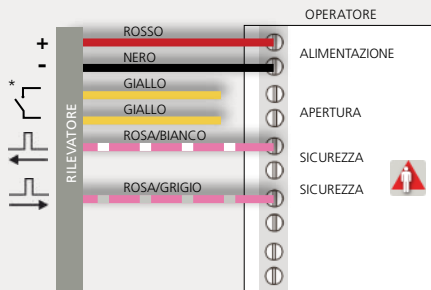 OPERATORE
ROSSO
+
NERO
ALIMENTAZIONE
-
GIALLO
*
GIALLO
APERTURA
RILEVATORE
ROSA/BIANCO
SICUREZZA
ROSA/GRIGIO
SICUREZZA